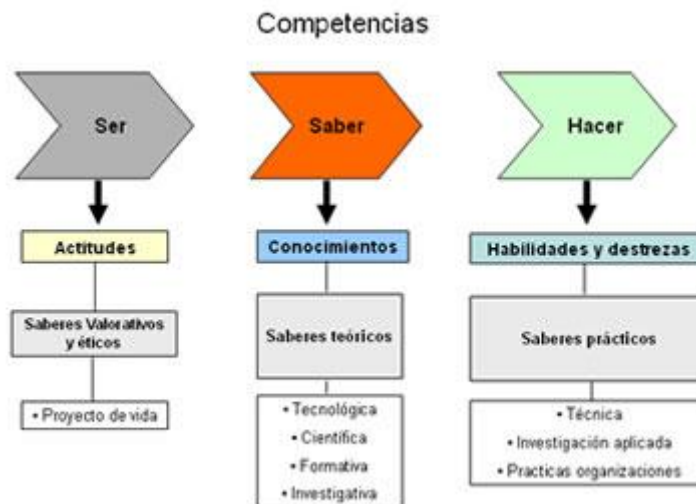 Competencias
Ser
Saber
Hacer
Actitudes
Conocimientos
Habilidades y destrezas
Saberes Valorativos
y éticos
Saberes teóricos
Saberes prácticos
• Proyecto de vida
• Tecnológica
• Científica
• Formativa
• Investigativa
• Técnica
• Investigación aplicada
• Practicas organizaciones